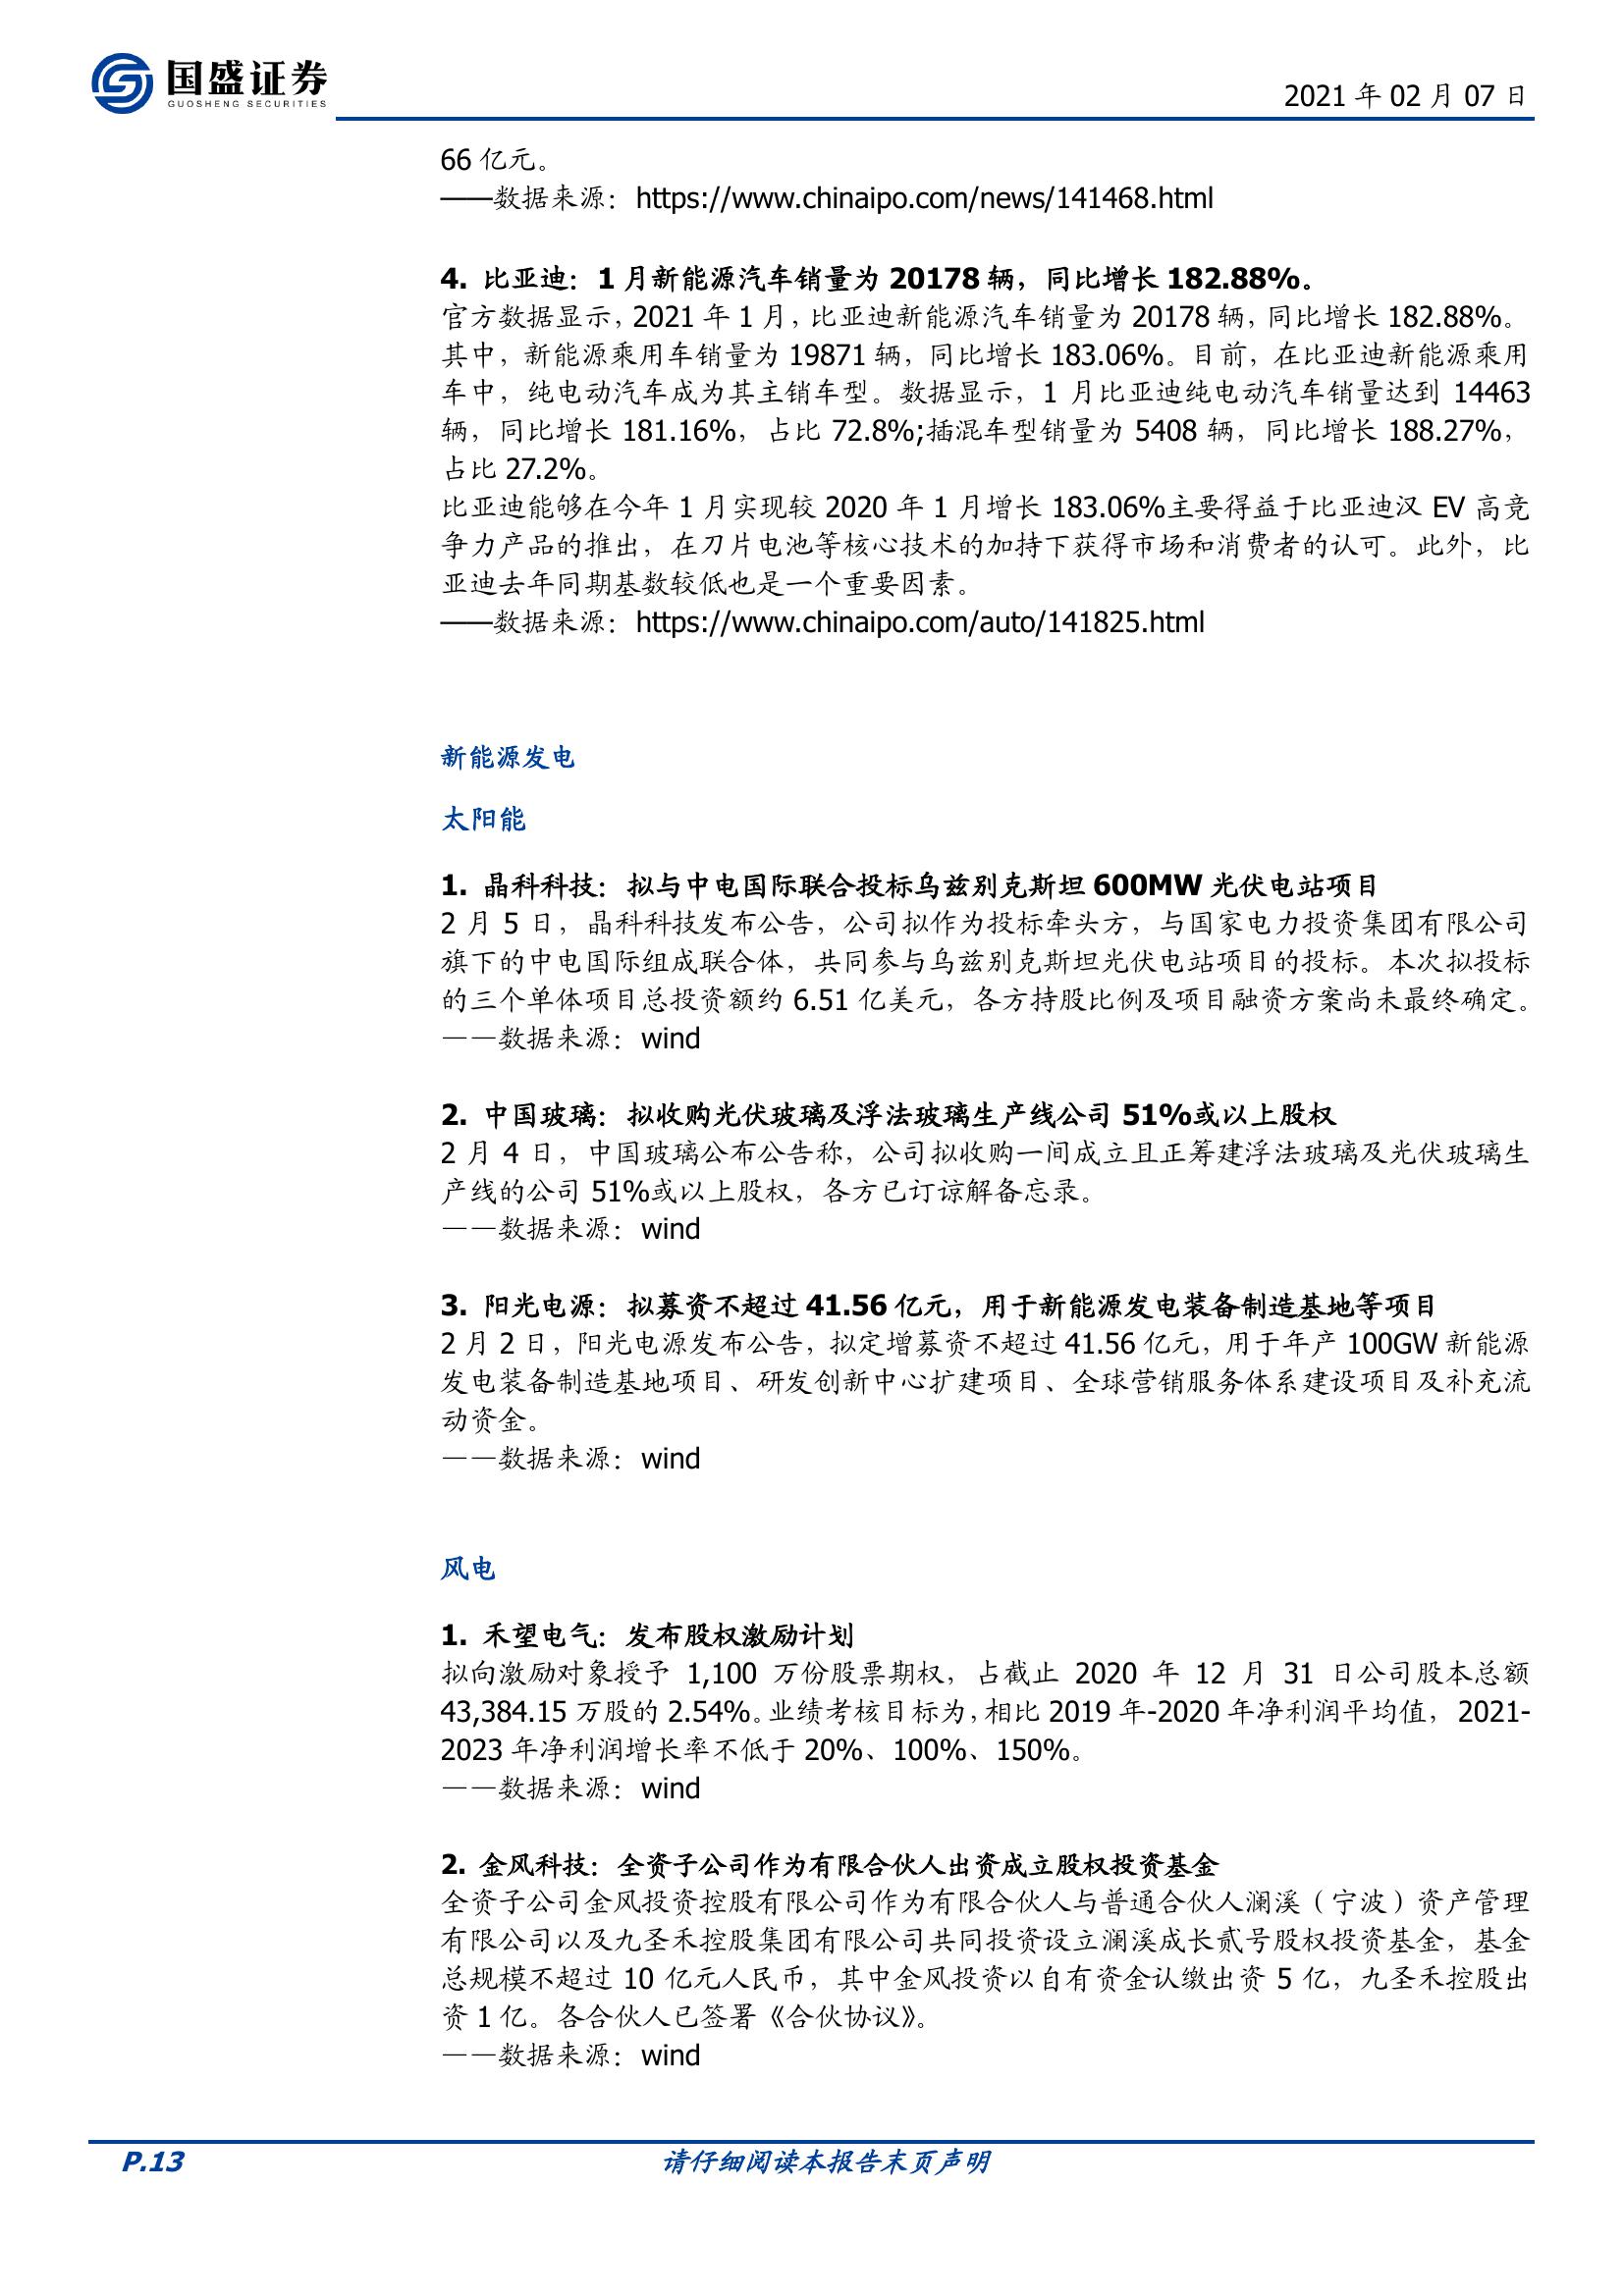 国盛证券
GUOSHENG SECURITIES
2021 年 02 月 07 日
66 亿元。
——数据来源：https://www.chinaipo.com/news/141468.html
4. 比亚迪：1 月新能源汽车销量为 20178 辆，同比增长 182.88%。
官方数据显示，2021 年 1 月，比亚迪新能源汽车销量为 20178 辆，同比增长 182.88%。
其中，新能源乘用车销量为 19871 辆，同比增长 183.06%。目前，在比亚迪新能源乘用
车中，纯电动汽车成为其主销车型。数据显示，1 月比亚迪纯电动汽车销量达到 14463
辆，同比增长 181.16%，占比 72.8%;插混车型销量为 5408 辆，同比增长 188.27%，
占比 27.2%。
比亚迪能够在今年 1 月实现较 2020 年 1 月增长 183.06%主要得益于比亚迪汉 EV 高竞
争力产品的推出，在刀片电池等核心技术的加持下获得市场和消费者的认可。此外，比
亚迪去年同期基数较低也是一个重要因素。
——数据来源：https://www.chinaipo.com/auto/141825.html
新能源发电
太阳能
1. 晶科科技：拟与中电国际联合投标乌兹别克斯坦 600MW 光伏电站项目
2 月 5 日，晶科科技发布公告，公司拟作为投标牵头方，与国家电力投资集团有限公司
旗下的中电国际组成联合体，共同参与乌兹别克斯坦光伏电站项目的投标。本次拟投标
的三个单体项目总投资额约 6.51 亿美元，各方持股比例及项目融资方案尚未最终确定。
——数据来源：wind
2. 中国玻璃：拟收购光伏玻璃及浮法玻璃生产线公司 51%或以上股权
2 月 4 日，中国玻璃公布公告称，公司拟收购一间成立且正筹建浮法玻璃及光伏玻璃生
产线的公司 51%或以上股权，各方已订谅解备忘录。
——数据来源：wind
3. 阳光电源：拟募资不超过 41.56 亿元，用于新能源发电装备制造基地等项目
2 月 2 日，阳光电源发布公告，拟定增募资不超过 41.56 亿元，用于年产 100GW 新能源
发电装备制造基地项目、研发创新中心扩建项目、全球营销服务体系建设项目及补充流
动资金。
——数据来源：wind
风电
1. 禾望电气：发布股权激励计划
拟向激励对象授予 1,100 万份股票期权，占截止 2020 年 12 月 31 日公司股本总额
43,384.15 万股的 2.54%。业绩考核目标为，相比 2019 年-2020 年净利润平均值，2021-
2023 年净利润增长率不低于 20%、100%、150%。
——数据来源：wind
2. 金风科技：全资子公司作为有限合伙人出资成立股权投资基金
全资子公司金风投资控股有限公司作为有限合伙人与普通合伙人澜溪（宁波）资产管理
有限公司以及九圣禾控股集团有限公司共同投资设立澜溪成长贰号股权投资基金，基金
总规模不超过 10 亿元人民币，其中金风投资以自有资金认缴出资 5 亿，九圣禾控股出
资 1 亿。各合伙人已签署《合伙协议》。
——数据来源：wind
P.13
请仔细阅读本报告末页声明